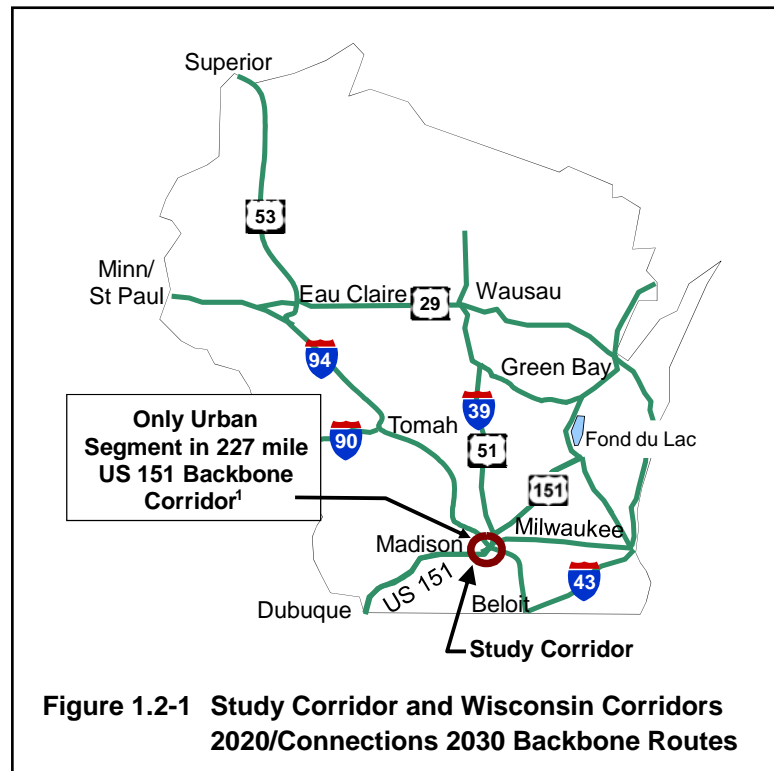 Superior
53
Minn/
St Paul
Eau Claire
29
Wausau
94
Green Bay
39
Only Urban
Segment in 227 mile
US 151 Backbone
Corridor¹
90
Tomah
51
Fond du Lac
151
Milwaukee
Madison
US 151
43
Dubuque
Beloit
Study Corridor
Figure 1.2-1 Study Corridor and Wisconsin Corridors
2020/Connections 2030 Backbone Routes